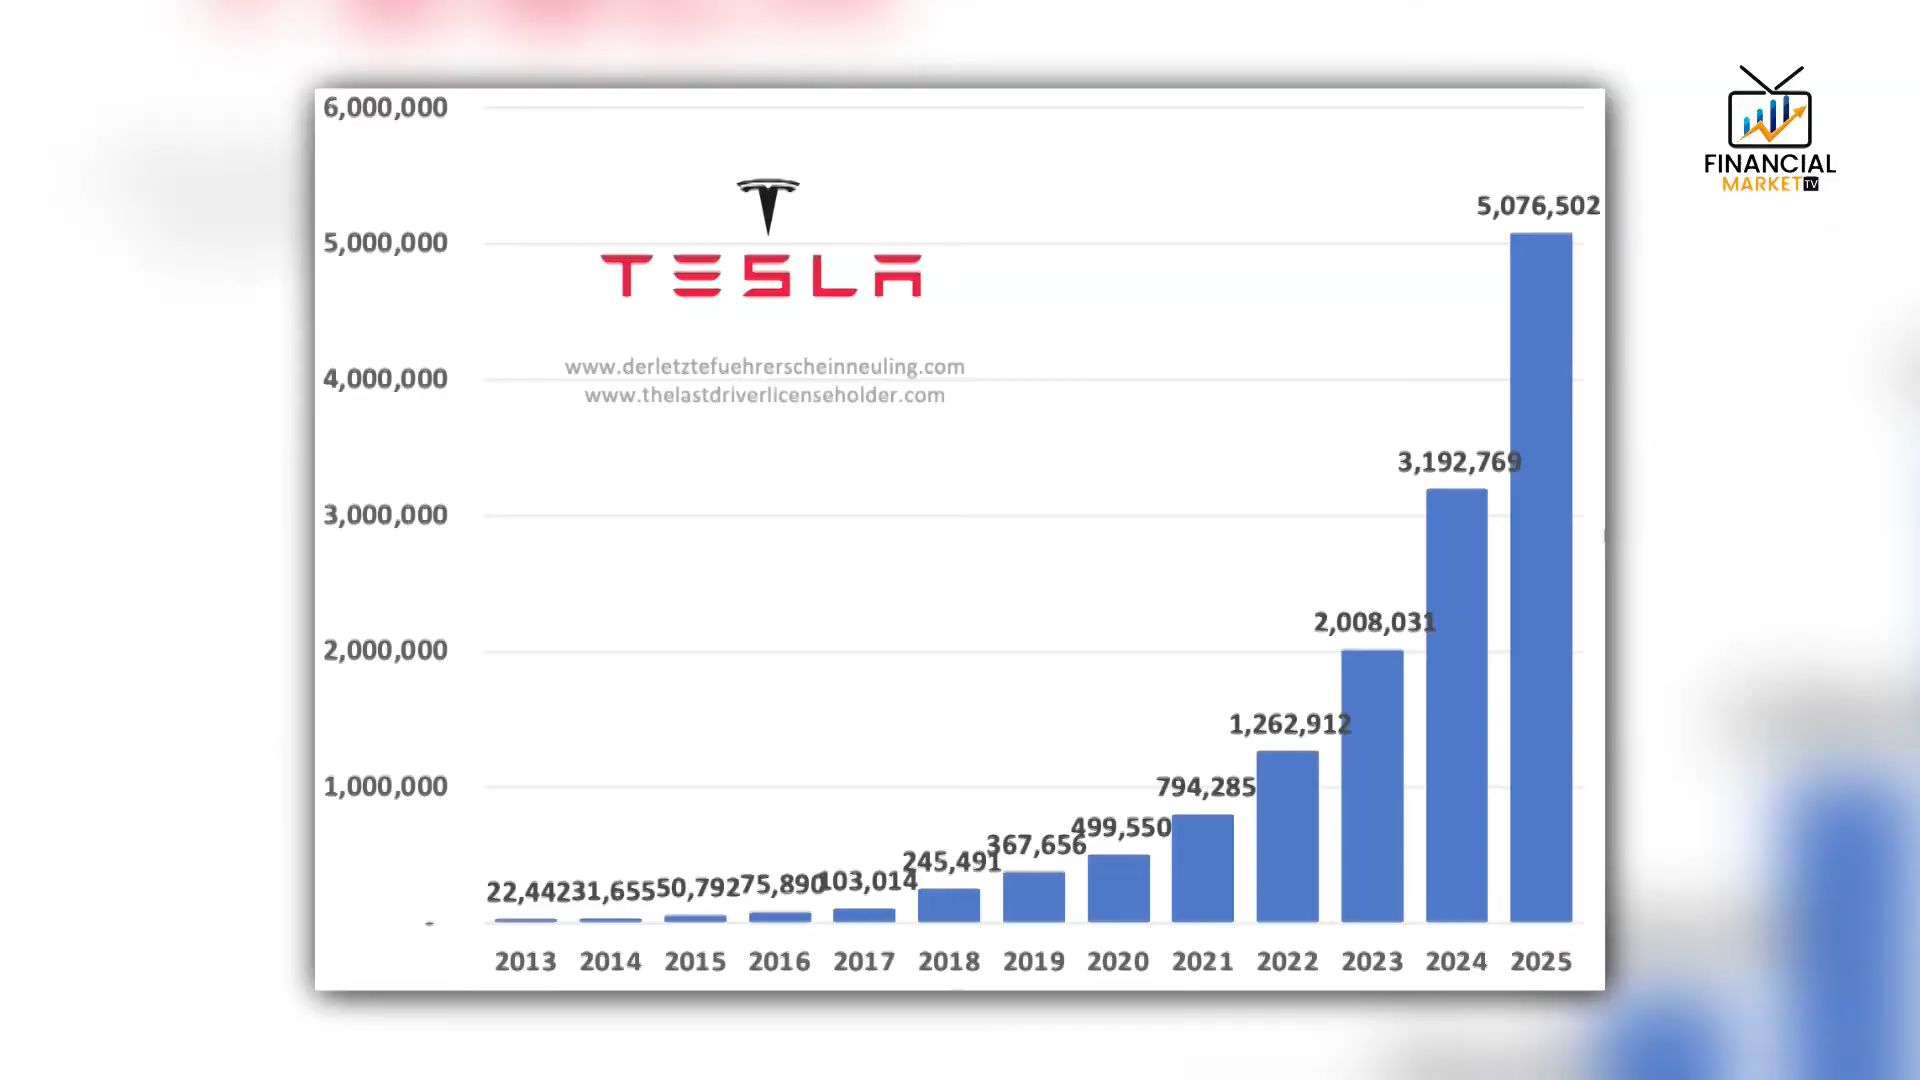 6,000,000
5,000,000
4,000,000
3,000,000
2,000,000
1,000,000
-
TESLA
www.derletztefuehrerscheinneuling.com
www.thelastdriverlicenseholder.com
22,442 31,655 50,792 75,890 103,014 245,491 367,656 499,550 794,285 1,262,912 2,008,031 3,192,769 5,076,502
2013 2014 2015 2016 2017 2018 2019 2020 2021 2022 2023 2024 2025
FINANCIAL
MARKET TV